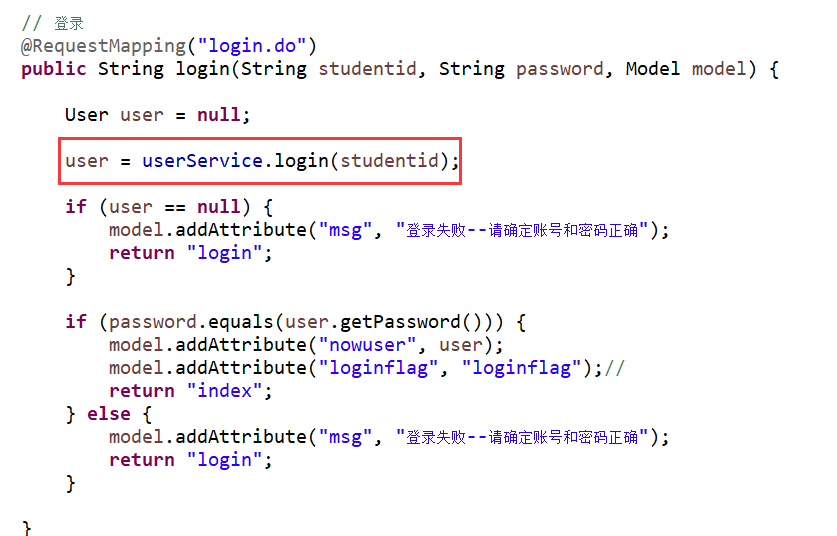 // 登录
@RequestMapping("login.do")
public String login(String studentid, String password, Model model) {
User user = null;
user = userService.login(studentid);
if (user == null) {
model.addAttribute("msg", "登录失败--请确定账号和密码正确");
return "login";
}
if (password.equals(user.getPassword())) {
model.addAttribute("nowuser", user);
model.addAttribute("loginflag", "loginflag");//
return "index";
} else {
model.addAttribute("msg", "登录失败--请确定账号和密码正确");
return "login";
}
}